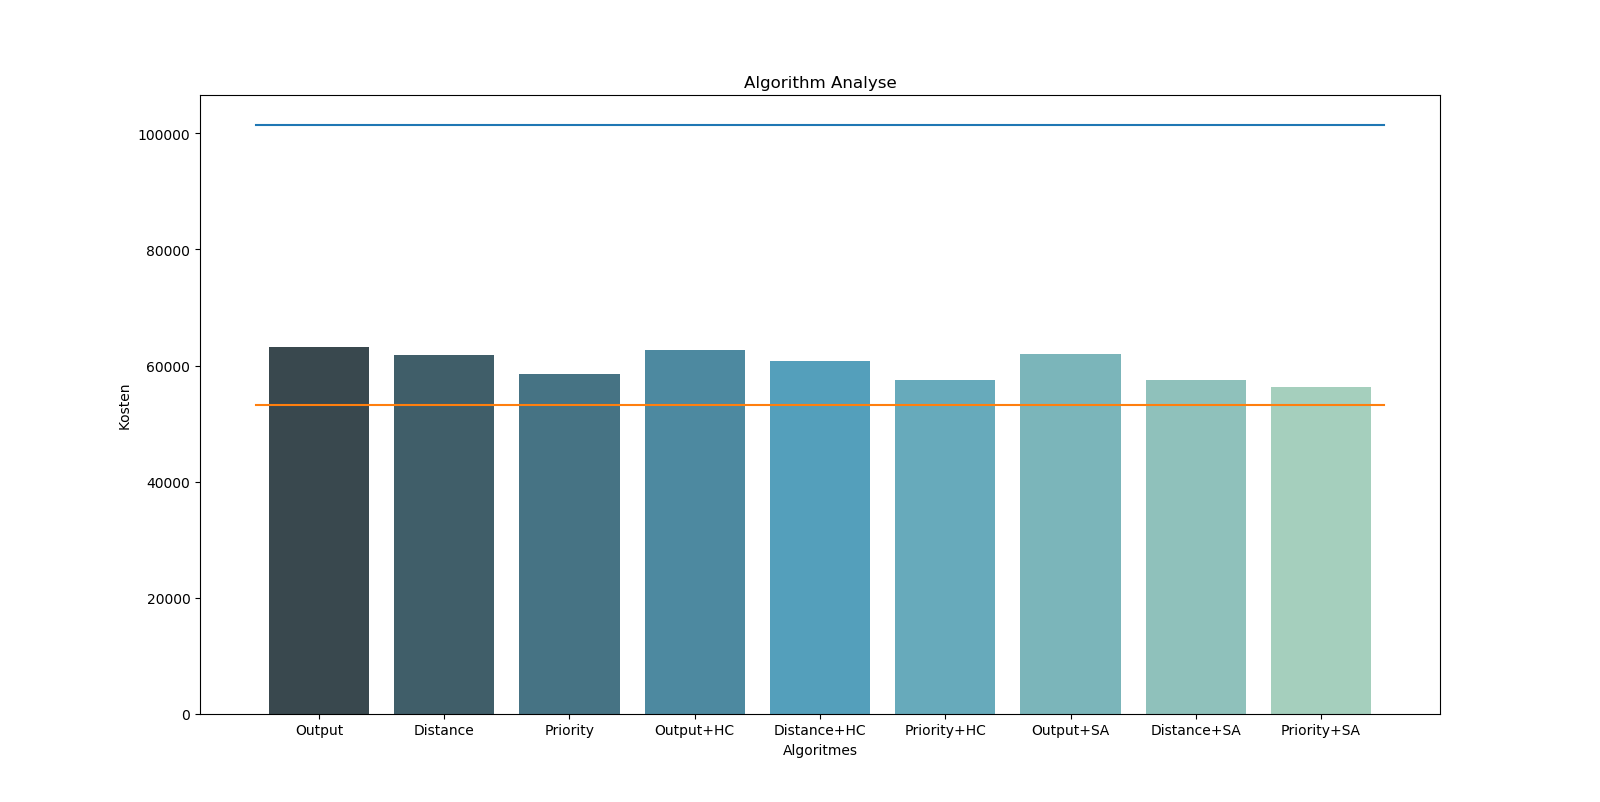 Algorithm Analyse
100000
80000
60000
40000
20000
0
Kosten
Output Distance Priority Output+HC Distance+HC Priority+HC Output+SA Distance+SA Priority+SA
Algoritmes